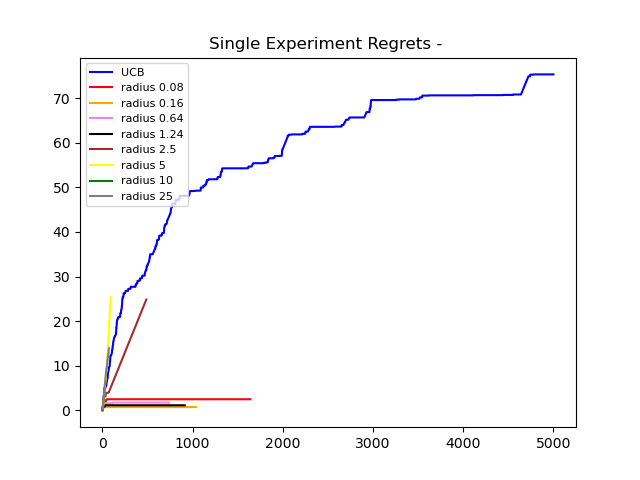 Single Experiment Regrets -
UCB
radius 0.08
radius 0.16
radius 0.64
radius 1.24
radius 2.5
radius 5
radius 10
radius 25
70
60
50
40
30
20
10
0
0 1000 2000 3000 4000 5000